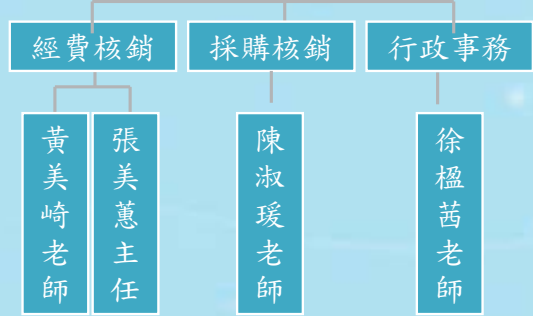 經費核銷
採購核銷
行政事務
黃美崎老師
張美蕙主任
陳淑瑗老師
徐楹茜老師